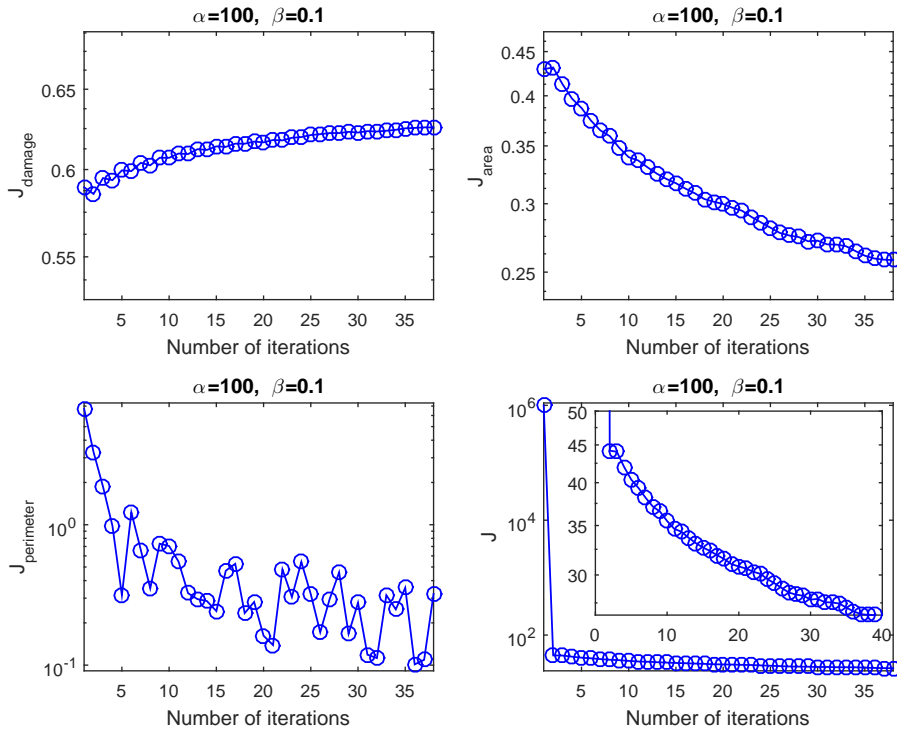 α=100, β=0.1
J_damage
0.65
0.6
0.55
5 10 15 20 25 30 35
Number of iterations
α=100, β=0.1
J_area
0.45
0.4
0.35
0.3
0.25
5 10 15 20 25 30 35
Number of iterations
α=100, β=0.1
J_perimeter
10^0
10^-1
5 10 15 20 25 30 35
Number of iterations
α=100, β=0.1
J
10^6
10^4
10^2
50
45
40
35
30
0 10 20 30 40
5 10 15 20 25 30 35
Number of iterations